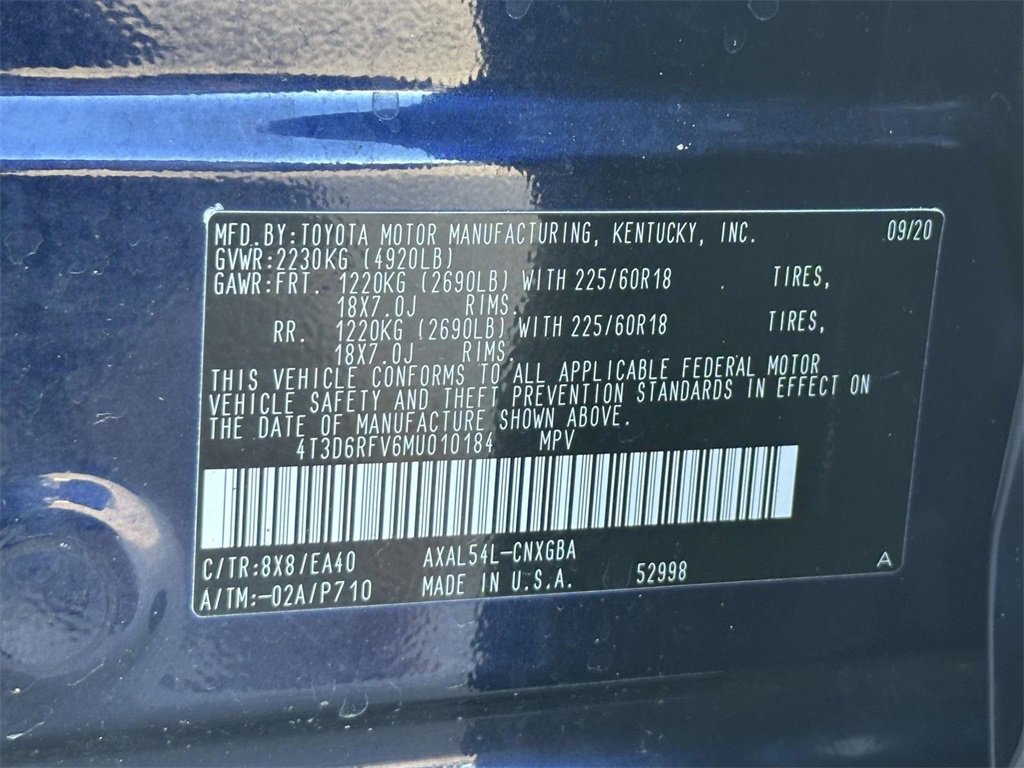 MFD.BY:TOYOTA MOTOR MANUFACTURING, KENTUCKY, INC. 09/20
GVWR:2230KG (4920LB)
GAWR:FRT. 1220KG (2690LB) WITH 225/60R18 TIRES,
18X7.0J RIMS.
RR. 1220KG (2690LB) WITH 225/60R18 TIRES,
18X7.0J RIMS
THIS VEHICLE CONFORMS TO ALL APPLICABLE FEDERAL MOTOR
VEHICLE SAFETY AND THEFT PREVENTION STANDARDS IN EFFECT ON
THE DATE OF MANUFACTURE SHOWN ABOVE.
4T3D6RFV6MU010184 MPV
C/TR:8X8/EA40 AXAL54L-CNXGBA
A/TM:-02A/P710 MADE IN U.S.A. 52998 A